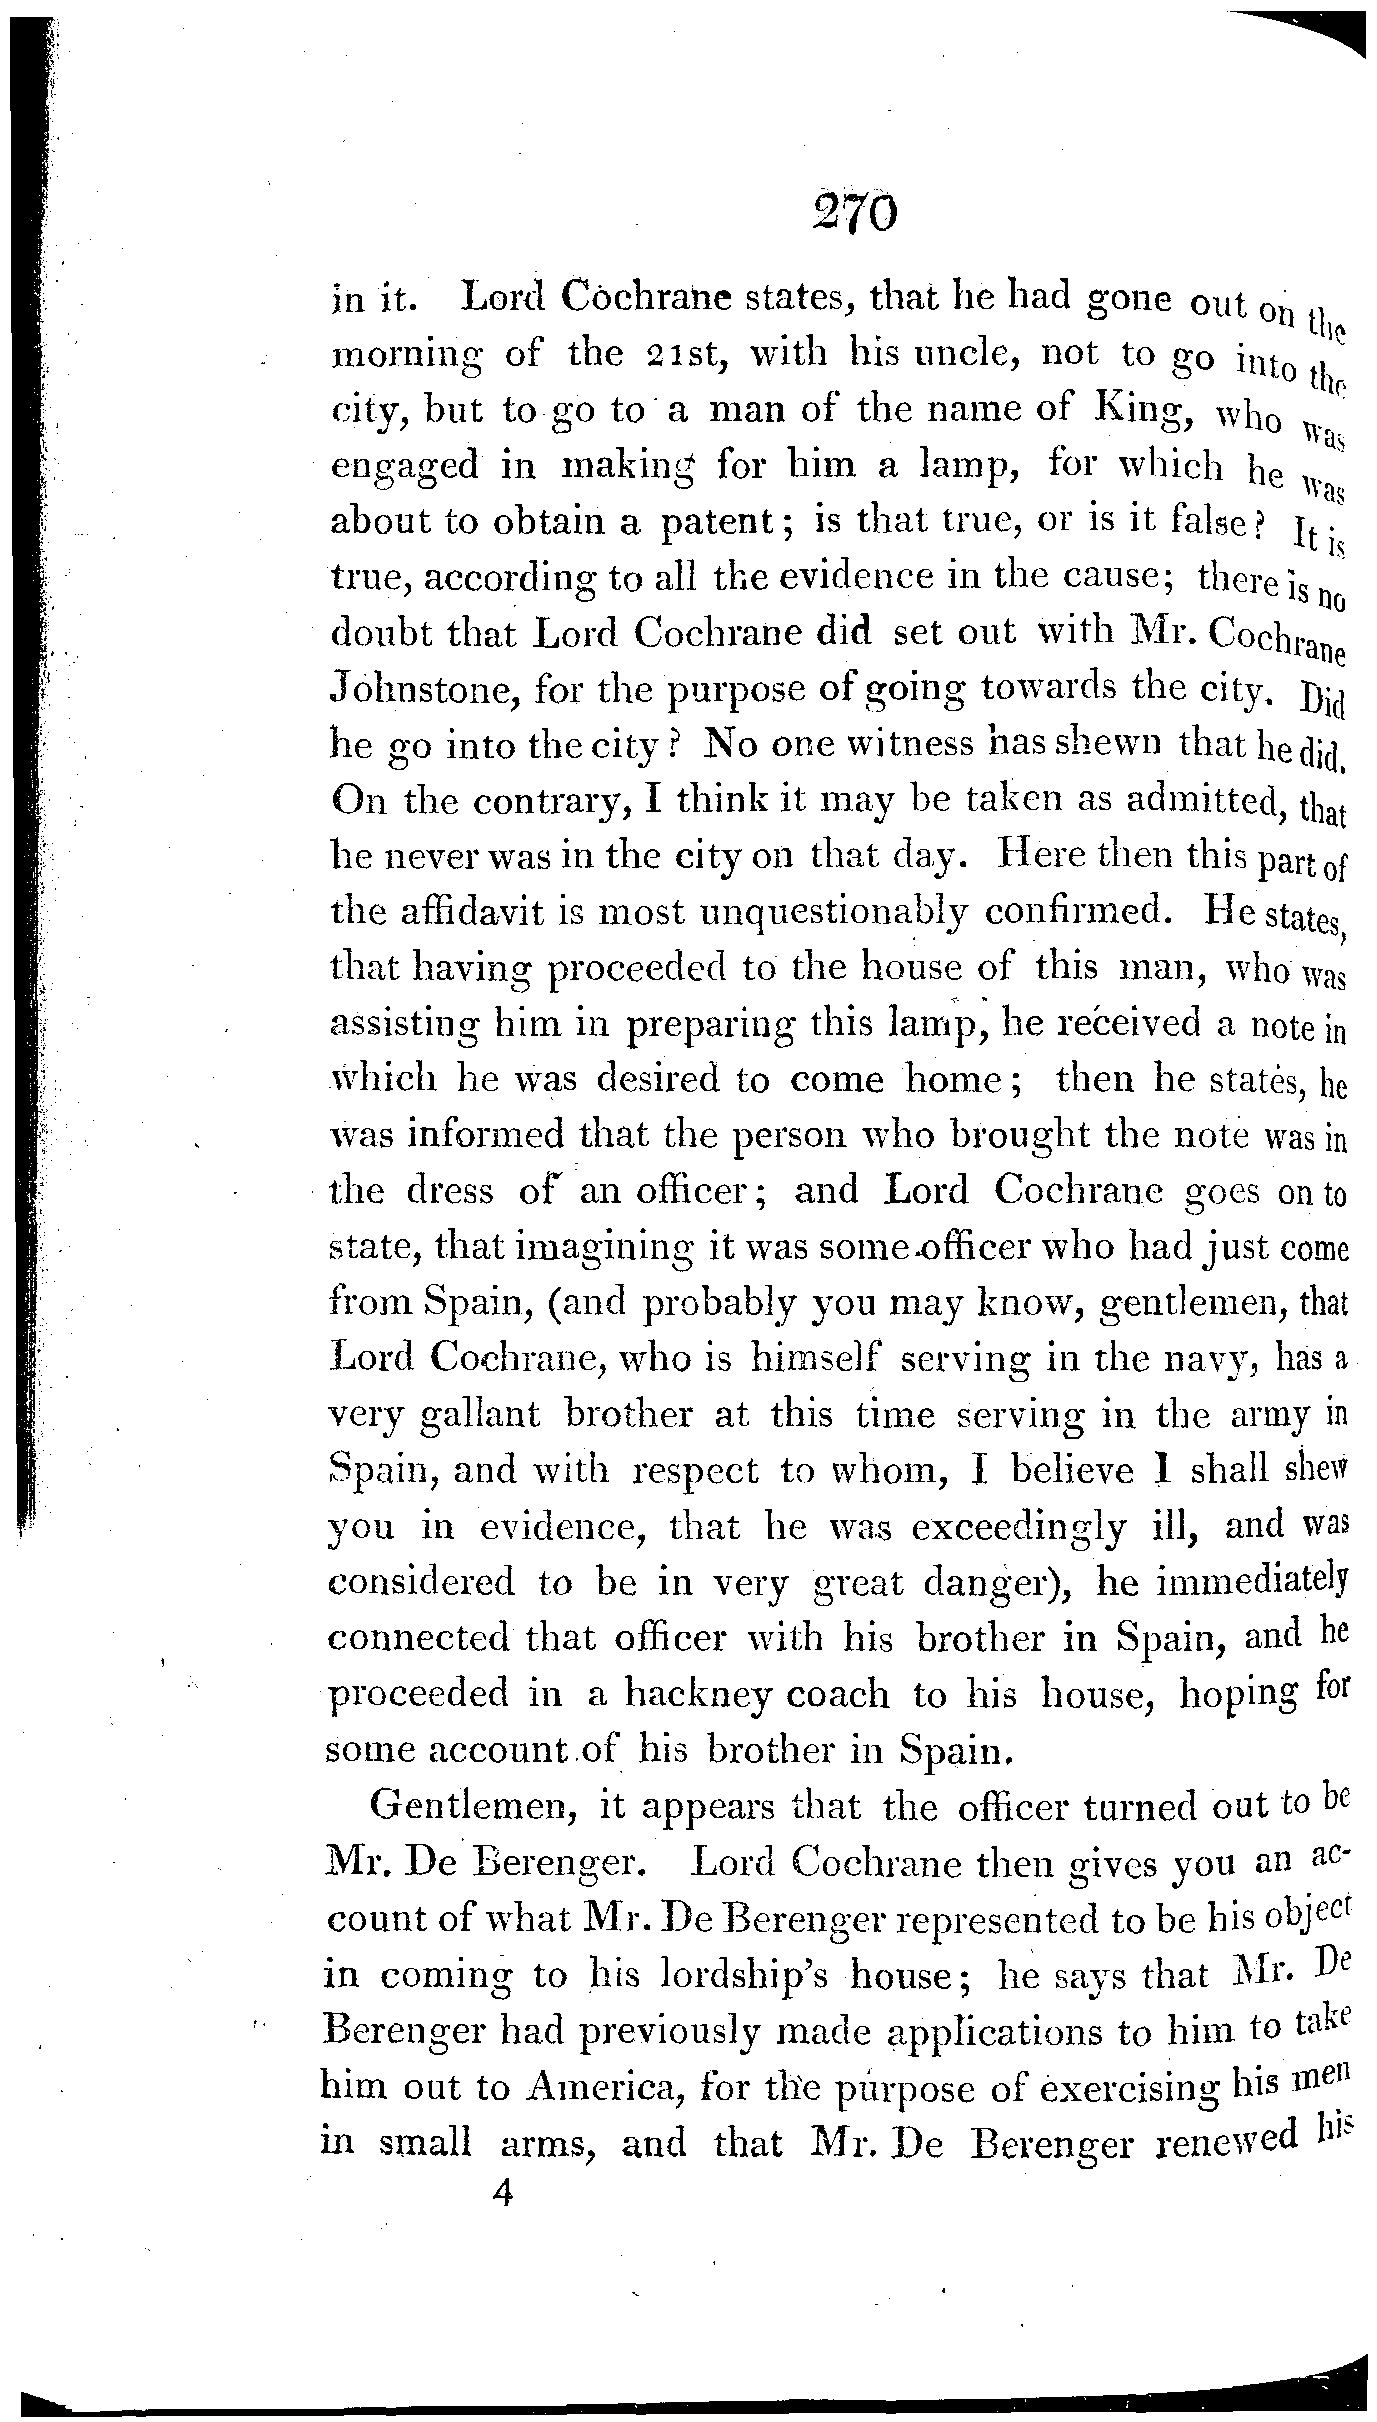 270
in it. Lord Cochrane states, that he had gone out on the
morning of the 21st, with his uncle, not to go into the
city, but to go to a man of the name of King, who was
engaged in making for him a lamp, for which he was
about to obtain a patent; is that true, or is it false? It is
true, according to all the evidence in the cause; there is no
doubt that Lord Cochrane did set out with Mr. Cochrane
Johnstone, for the purpose of going towards the city. Did
he go into the city? No one witness has shewn that he did.
On the contrary, I think it may be taken as admitted, that
he never was in the city on that day. Here then this part of
the affidavit is most unquestionably confirmed. He states,
that having proceeded to the house of this man, who was
assisting him in preparing this lamp, he received a note in
which he was desired to come home; then he states, he
was informed that the person who brought the note was in
the dress of an officer; and Lord Cochrane goes on to
state, that imagining it was some officer who had just come
from Spain, (and probably you may know, gentlemen, that
Lord Cochrane, who is himself serving in the navy, has a
very gallant brother at this time serving in the army in
Spain, and with respect to whom, I believe I shall shew
you in evidence, that he was exceedingly ill, and was
considered to be in very great danger), he immediately
connected that officer with his brother in Spain, and he
proceeded in a hackney coach to his house, hoping for
some account of his brother in Spain.
Gentlemen, it appears that the officer turned out to be
Mr. De Berenger. Lord Cochrane then gives you an ac-
count of what Mr. De Berenger represented to be his object
in coming to his lordship's house; he says that Mr. De
Berenger had previously made applications to him to take
him out to America, for the purpose of exercising his men
in small arms, and that Mr. De Berenger renewed his
4